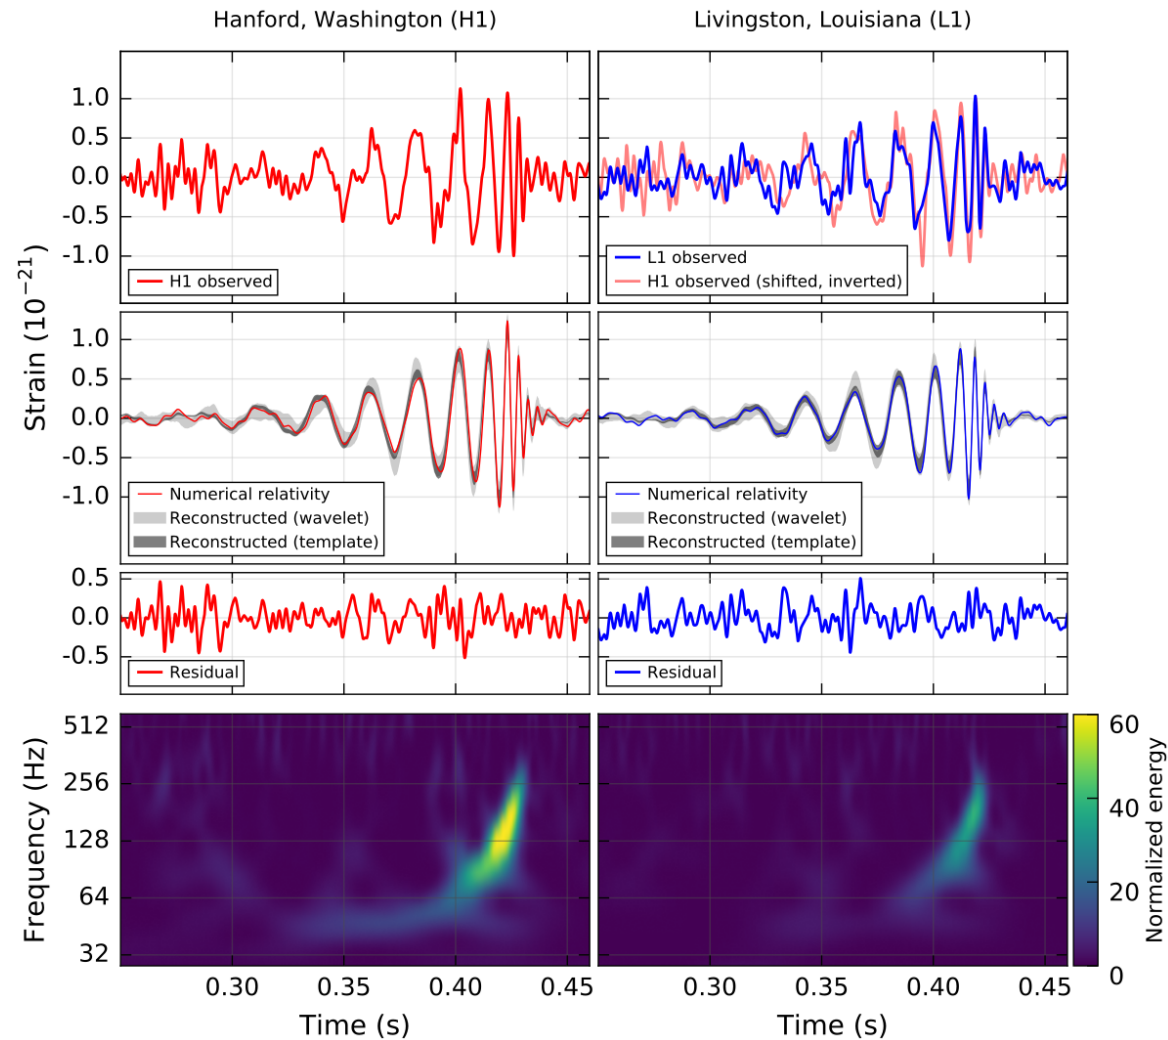 Hanford, Washington (H1)
Livingston, Louisiana (L1)
Strain (10⁻²¹)
1.0
0.5
0.0
-0.5
-1.0
H1 observed
L1 observed
H1 observed (shifted, inverted)
1.0
0.5
0.0
-0.5
-1.0
Numerical relativity
Reconstructed (wavelet)
Reconstructed (template)
Numerical relativity
Reconstructed (wavelet)
Reconstructed (template)
0.5
0.0
-0.5
Residual
Residual
Frequency (Hz)
512
256
128
64
32
0.30 0.35 0.40 0.45
Time (s)
0.30 0.35 0.40 0.45
Time (s)
60
40
20
0
Normalized energy